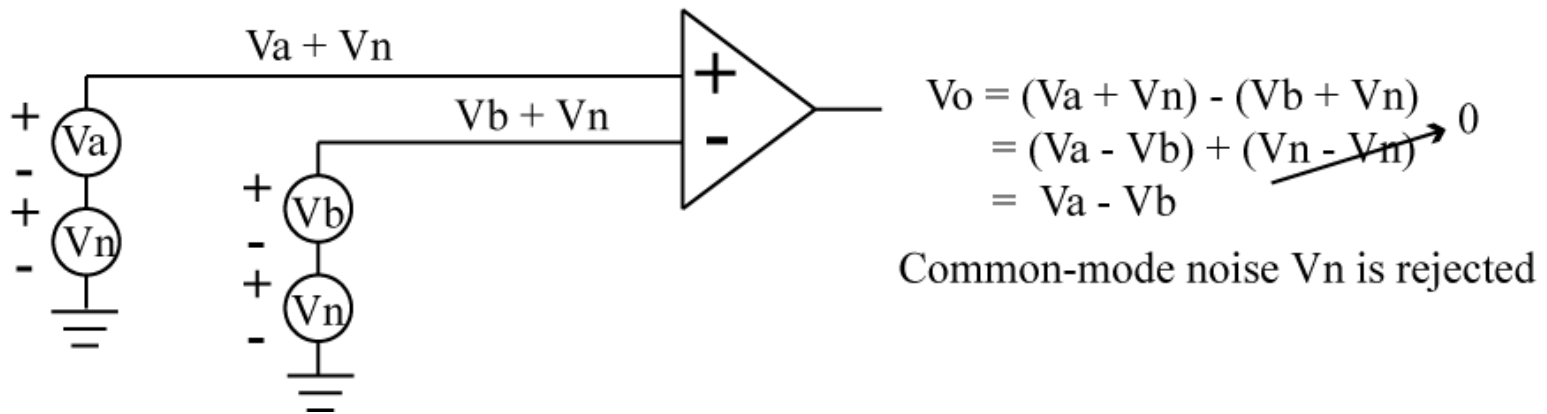 Va + Vn
+
Va
-
+
Vn
-
Vb + Vn
+
Vb
-
+
Vn
-
+
-
Vo = (Va + Vn) - (Vb + Vn)
= (Va - Vb) + (Vn - Vn) 0
= Va - Vb
Common-mode noise Vn is rejected